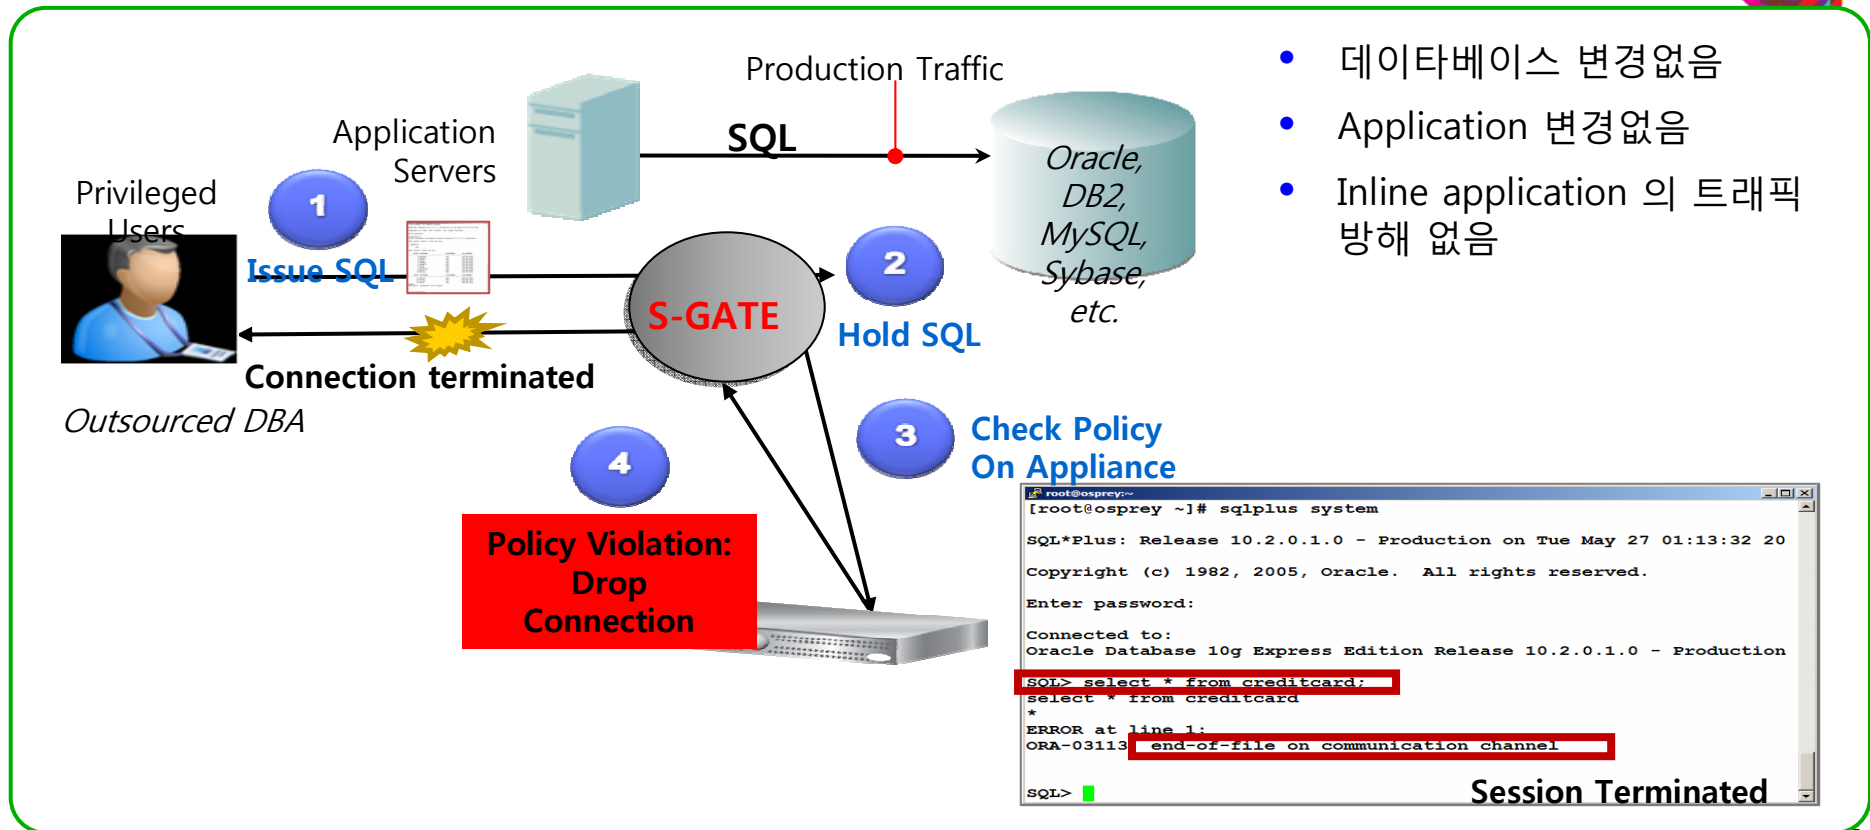 Production Traffic
Application
Servers
SQL
Oracle,
DB2,
MySQL,
Sybase,
etc.
Privileged
Users
1
Issue SQL
S-GATE
2
Hold SQL
Connection terminated
Outsourced DBA
3
Check Policy
On Appliance
4
Policy Violation:
Drop
Connection
• 데이타베이스 변경없음
• Application 변경없음
• Inline application 의 트래픽
방해 없음
root@osprey:~
[root@osprey ~]# sqlplus system
SQL*Plus: Release 10.2.0.1.0 - Production on Tue May 27 01:13:32 20
Copyright (c) 1982, 2005, Oracle. All rights reserved.
Enter password:
Connected to:
Oracle Database 10g Express Edition Release 10.2.0.1.0 - Production
SQL> select * from creditcard;
select * from creditcard
*
ERROR at line 1:
ORA-03113 end-of-file on communication channel
SQL>
Session Terminated